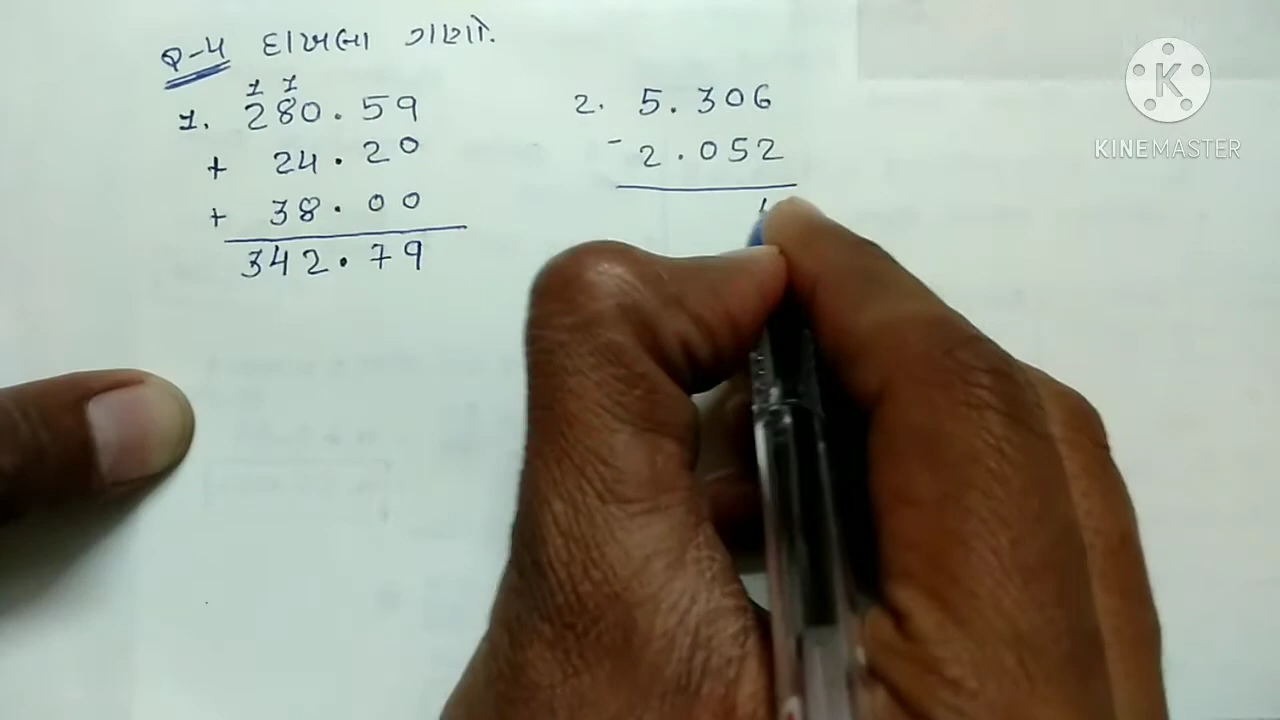 પ્ર-૫ દાખલા ગણો.
1 1
1. 280.59
+ 24.20
+ 38.00
342.79
2. 5.306
- 2.052
K
KINEMASTER